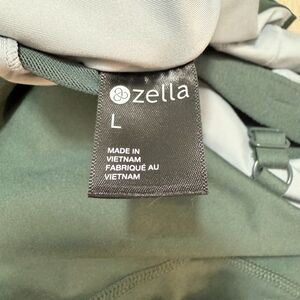 zella
L
MADE IN
VIETNAM
FABRIQUÉ AU
VIETNAM